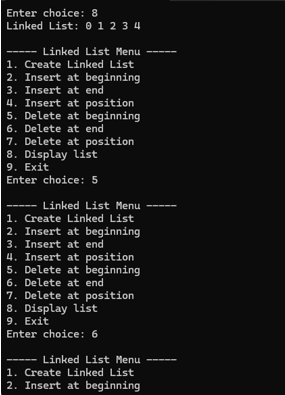 Enter choice: 8
Linked List: 0 1 2 3 4
----- Linked List Menu -----
1. Create Linked List
2. Insert at beginning
3. Insert at end
4. Insert at position
5. Delete at beginning
6. Delete at end
7. Delete at position
8. Display list
9. Exit
Enter choice: 5
----- Linked List Menu -----
1. Create Linked List
2. Insert at beginning
3. Insert at end
4. Insert at position
5. Delete at beginning
6. Delete at end
7. Delete at position
8. Display list
9. Exit
Enter choice: 6
----- Linked List Menu -----
1. Create Linked List
2. Insert at beginning